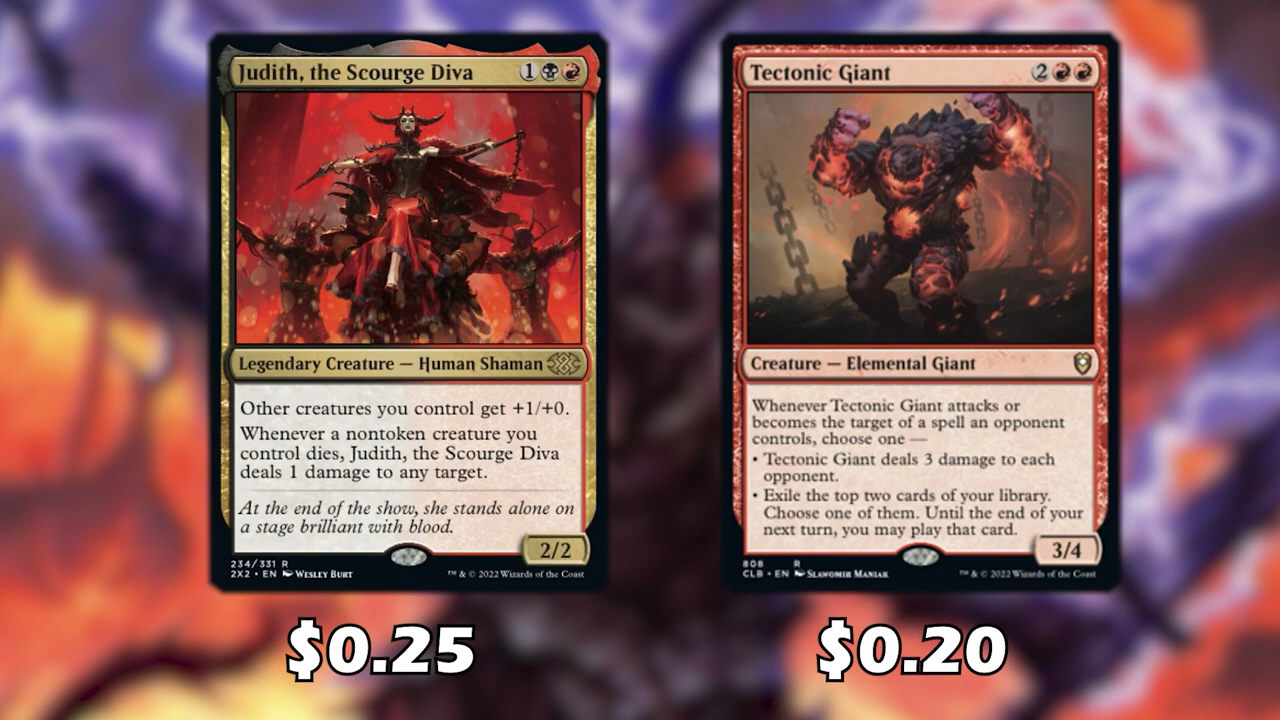 Judith, the Scourge Diva 1
Legendary Creature — Human Shaman
Other creatures you control get +1/+0.
Whenever a nontoken creature you
control dies, Judith, the Scourge Diva
deals 1 damage to any target.
At the end of the show, she stands alone on
a stage brilliant with blood.
2/2
234/331 R
2X2 • EN Wesley Burt
™ & © 2022 Wizards of the Coast
$0.25
Tectonic Giant 2
Creature — Elemental Giant
Whenever Tectonic Giant attacks or
becomes the target of a spell an opponent
controls, choose one —
• Tectonic Giant deals 3 damage to each
opponent.
• Exile the top two cards of your library.
Choose one of them. Until the end of your
next turn, you may play that card.
3/4
808 R
CLB • EN Slawomir Maniak
™ & © 2022 Wizards of the Coast
$0.20